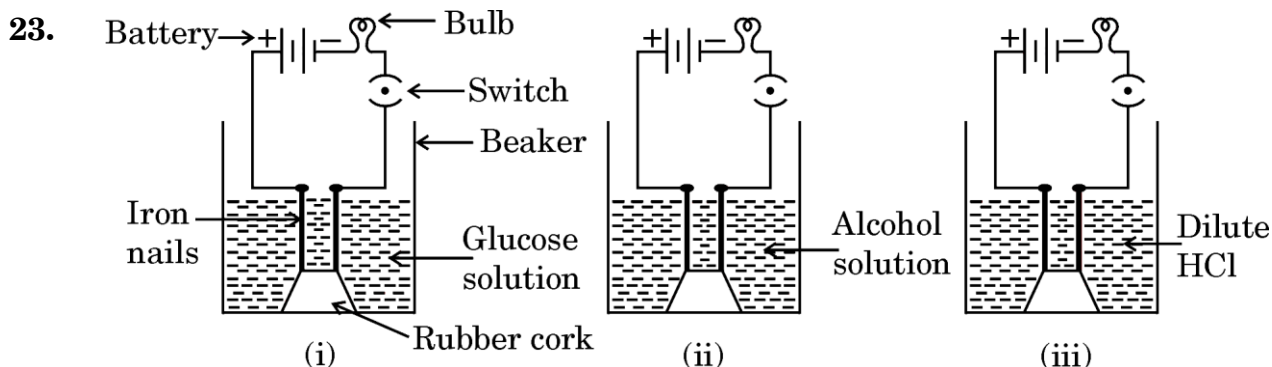 23.
Battery + − Bulb
Switch
Beaker
Iron
nails
Glucose
solution
Rubber cork
(i)
+ −
Alcohol
solution
(ii)
+ −
Dilute
HCl
(iii)